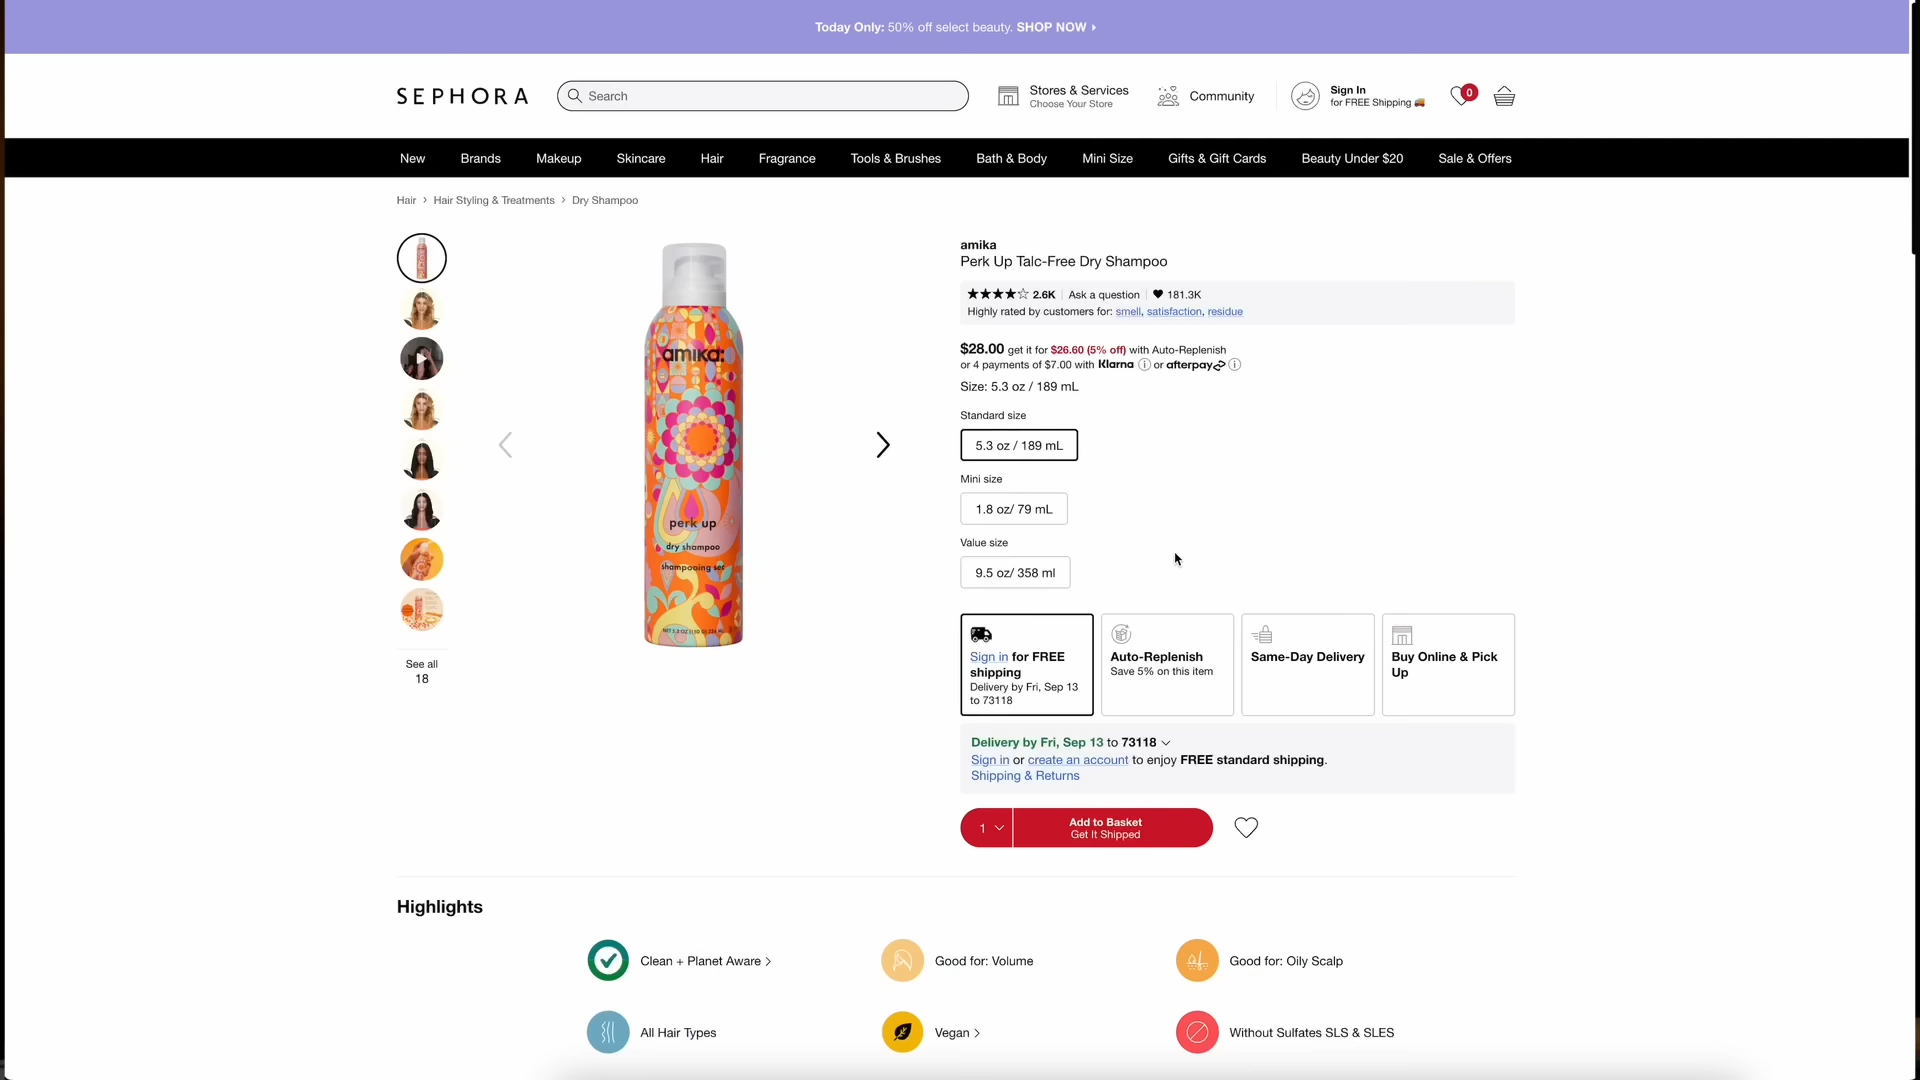 Today Only: 50% off select beauty. SHOP NOW
SEPHORA
Search
Stores & Services
Choose Your Store
Community
Sign In
for FREE Shipping
0
New
Brands
Makeup
Skincare
Hair
Fragrance
Tools & Brushes
Bath & Body
Mini Size
Gifts & Gift Cards
Beauty Under $20
Sale & Offers
Hair > Hair Styling & Treatments > Dry Shampoo
See all
18
amika:
perk up
dry shampoo
shampooing sec
amika
Perk Up Talc-Free Dry Shampoo
2.6K | Ask a question | 181.3K
Highly rated by customers for: smell, satisfaction, residue
$28.00 get it for $26.60 (5% off) with Auto-Replenish
or 4 payments of $7.00 with Klarna or afterpay
Size: 5.3 oz / 189 mL
Standard size
5.3 oz / 189 mL
Mini size
1.8 oz/ 79 mL
Value size
9.5 oz/ 358 ml
Sign in for FREE
shipping
Delivery by Fri, Sep 13
to 73118
Auto-Replenish
Save 5% on this item
Same-Day Delivery
Buy Online & Pick
Up
Delivery by Fri, Sep 13 to 73118
Sign in or create an account to enjoy FREE standard shipping.
Shipping & Returns
1
Add to Basket
Get It Shipped
Highlights
Clean + Planet Aware >
Good for: Volume
Good for: Oily Scalp
All Hair Types
Vegan >
Without Sulfates SLS & SLES